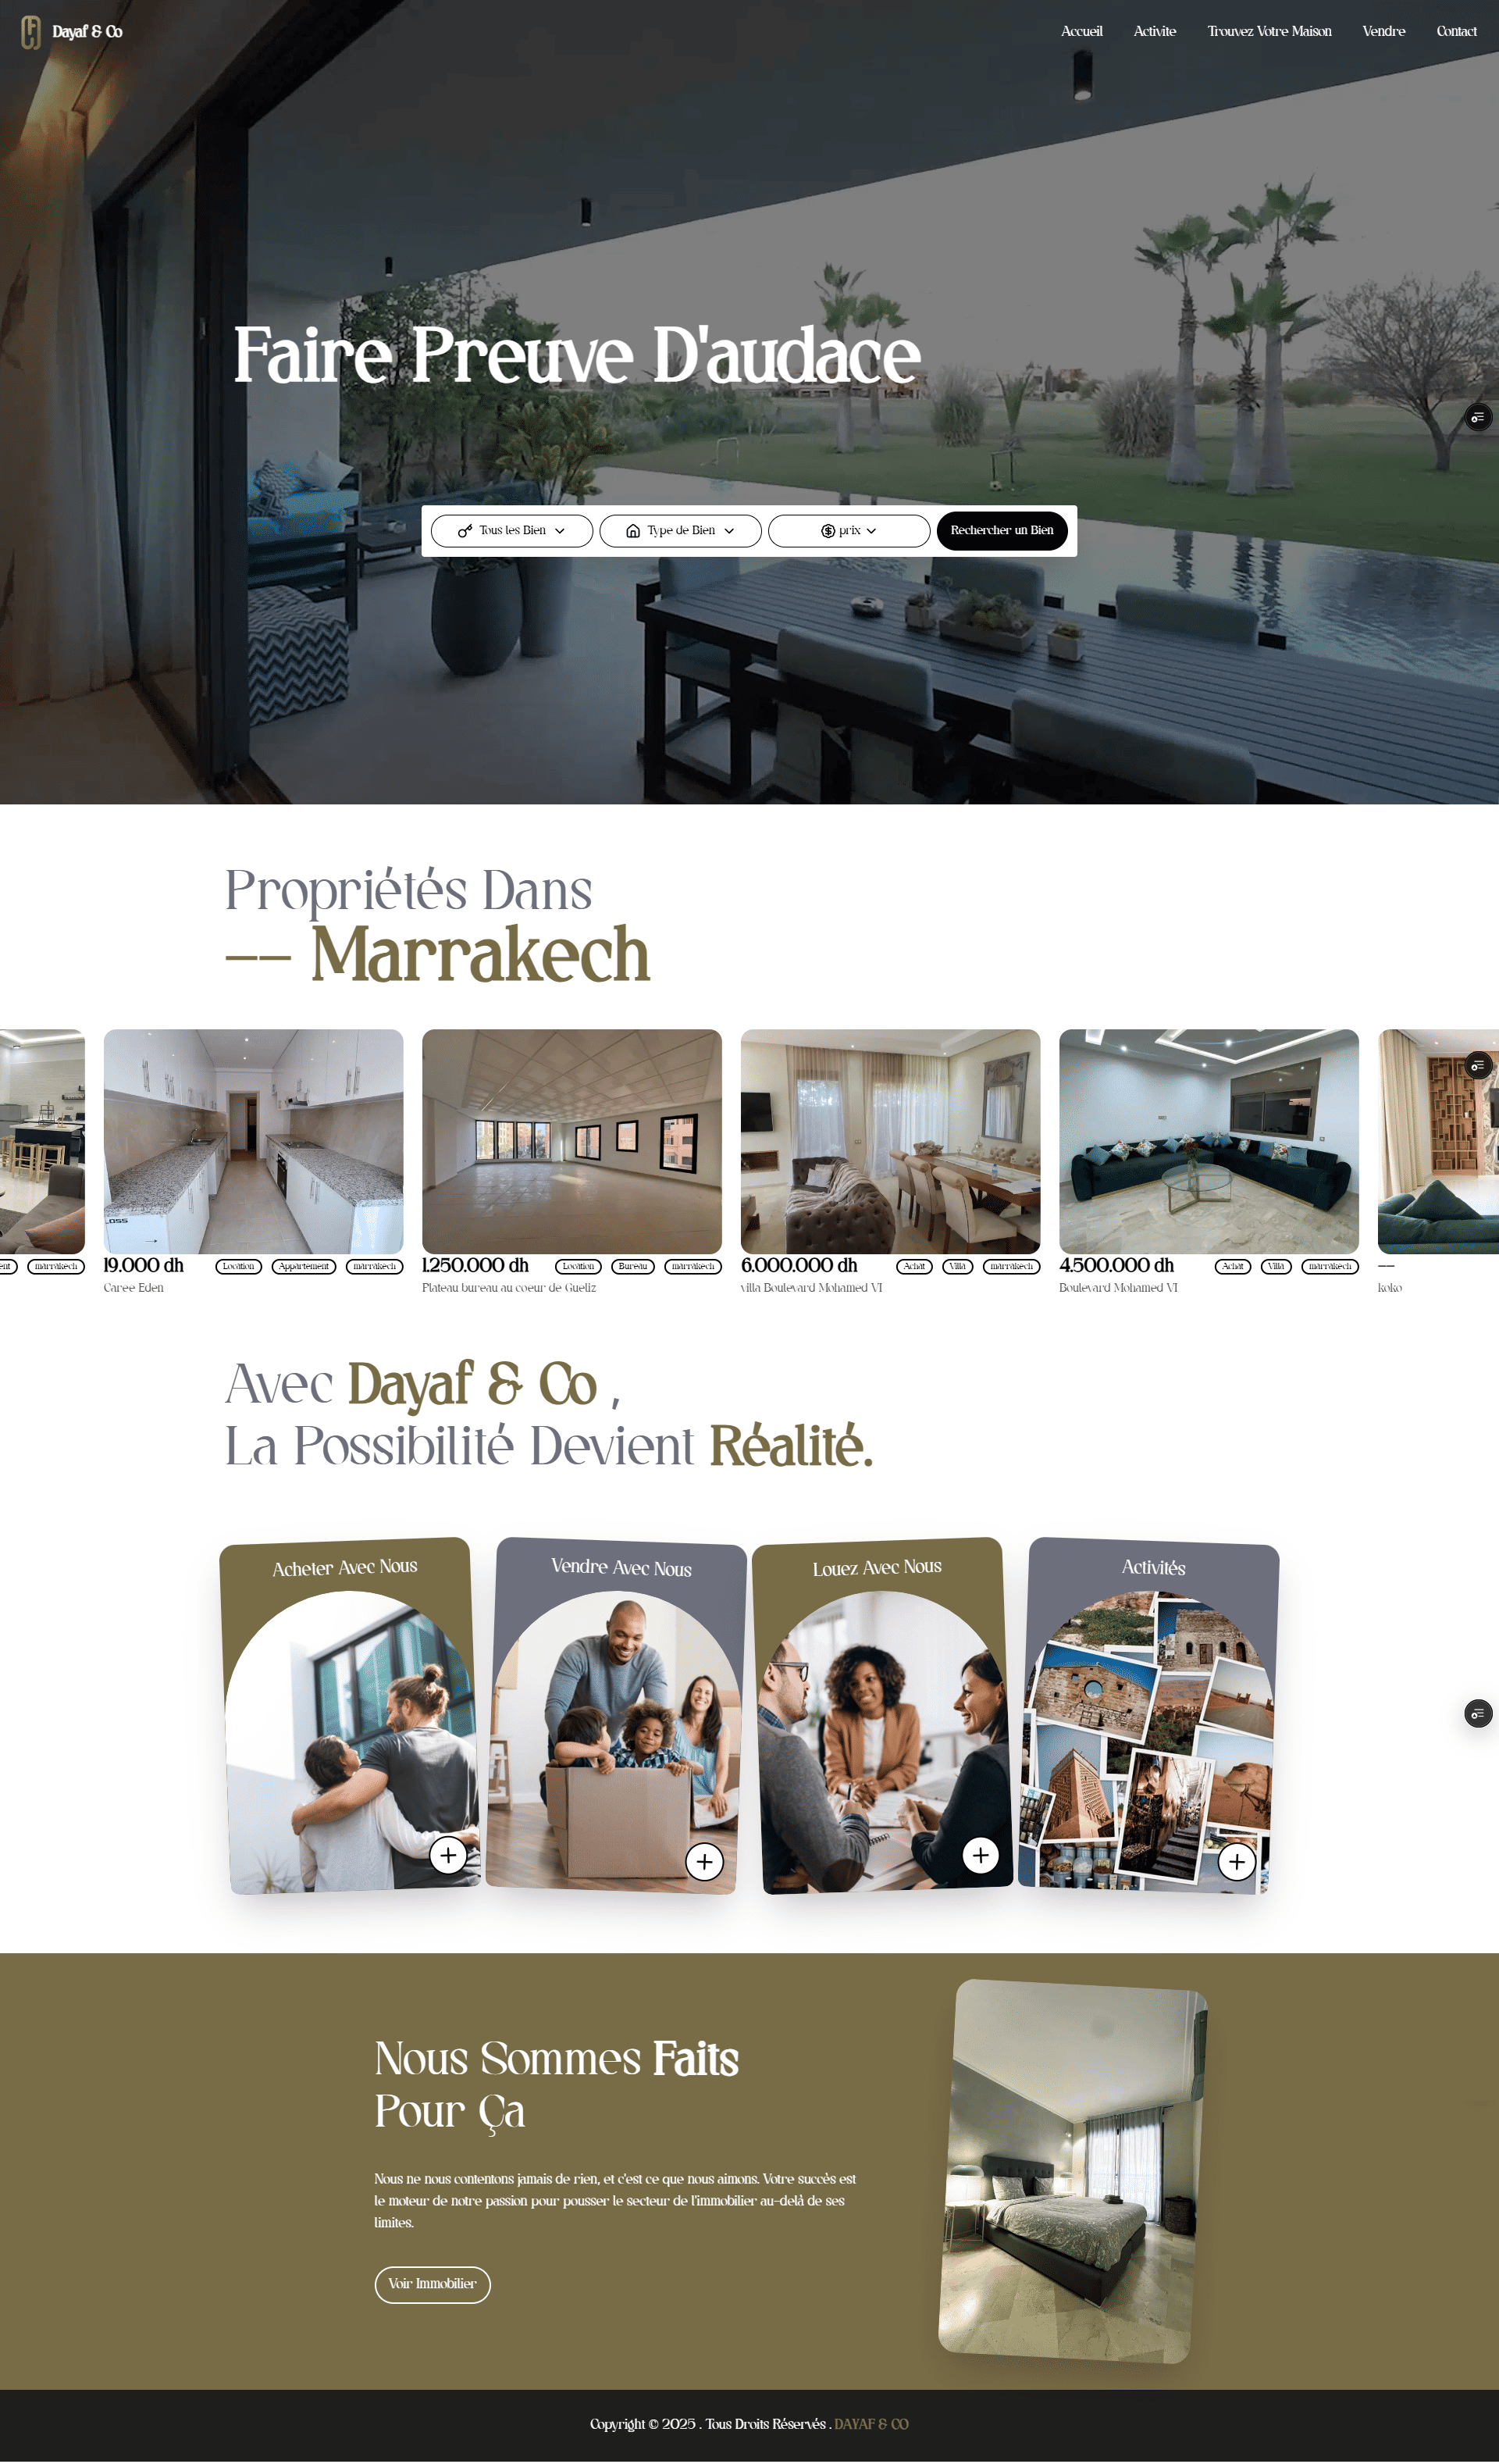 Dayaf & Co
Accueil
Activite
Trouvez Votre Maison
Vendre
Contact
Faire Preuve D'audace
Tous les Bien
Type de Bien
prix
Rechercher un Bien
Propriétés Dans
-- Marrakech
marrakech
19.000 dh
Location
Appartement
marrakech
Caree Eden
1.250.000 dh
Location
Bureau
marrakech
Plateau bureau au coeur de Gueliz
6.000.000 dh
Achat
Villa
marrakech
villa Boulevard Mohamed VI
4.500.000 dh
Achat
Villa
marrakech
Boulevard Mohamed VI
--
koko
Avec Dayaf & Co ,
La Possibilité Devient Réalité.
Acheter Avec Nous
Vendre Avec Nous
Louez Avec Nous
Activités
Nous Sommes Faits
Pour Ça
Nous ne nous contentons jamais de rien, et c'est ce que nous aimons. Votre succès est
le moteur de notre passion pour pousser le secteur de l'immobilier au-delà de ses
limites.
Voir Immobilier
Copyright © 2025 . Tous Droits Réservés . DAYAF & CO